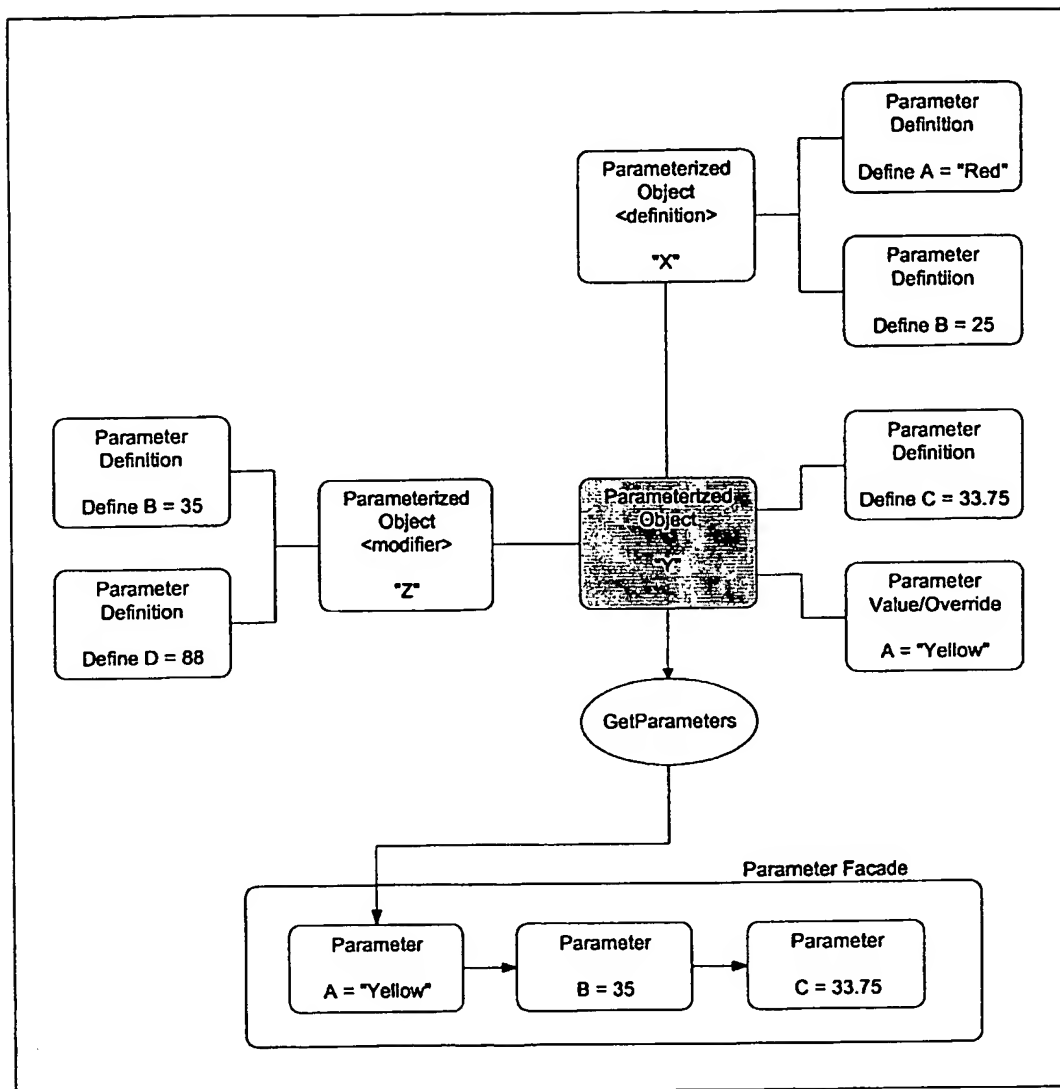 Parameter
Definition
Define A = "Red"
Parameterized
Object
<definition>
"X"
Parameter
Defintiion
Define B = 25
Parameter
Definition
Define B = 35
Parameterized
Object
<modifier>
"Z"
Parameter
Definition
Define D = 88
Parameterized
Object
"Y"
Parameter
Definition
Define C = 33.75
Parameter
Value/Override
A = "Yellow"
GetParameters
Parameter Facade
Parameter
A = "Yellow"
Parameter
B = 35
Parameter
C = 33.75